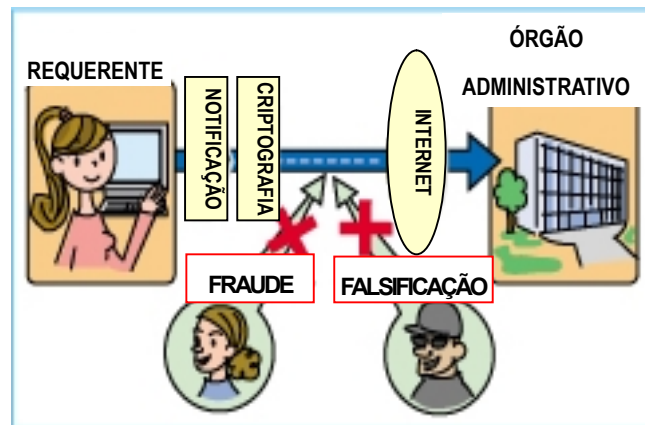 REQUERENTE
NOTIFICAÇÃO
CRIPTOGRAFIA
INTERNET
ÓRGÃO
ADMINISTRATIVO
FRAUDE
FALSIFICAÇÃO